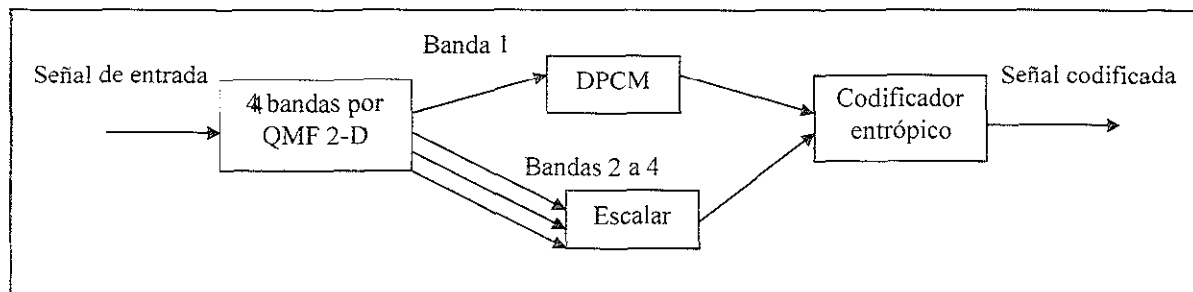 Banda 1
Señal de entrada
DPCM
Señal codificada
4 bandas por
QMF 2-D
Codificador
entrópico
Bandas 2 a 4
Escalar